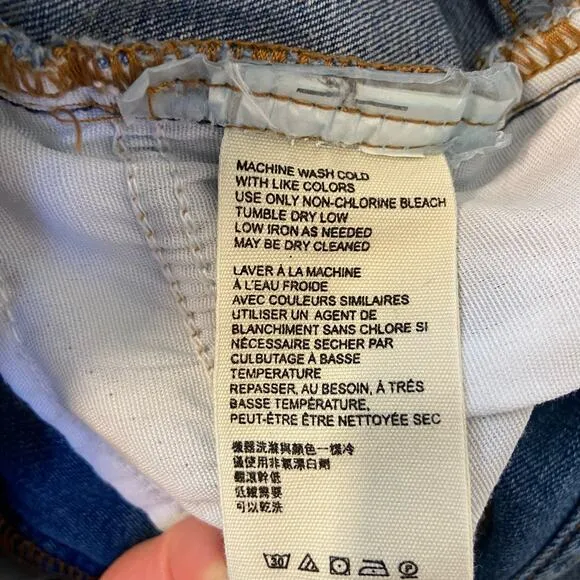 MACHINE WASH COLD
WITH LIKE COLORS
USE ONLY NON-CHLORINE BLEACH
TUMBLE DRY LOW
LOW IRON AS NEEDED
MAY BE DRY CLEANED
LAVER À LA MACHINE
À L'EAU FROIDE
AVEC COULEURS SIMILAIRES
UTILISER UN AGENT DE
BLANCHIMENT SANS CHLORE SI
NÉCESSAIRE SECHER PAR
CULBUTAGE À BASSE
TEMPERATURE
REPASSER, AU BESOIN, À TRÉS
BASSE TEMPÉRATURE,
PEUT-ÊTRE ÊTRE NETTOYÉE SEC
機器洗滌與顏色一樣冷
僅使用非氯漂白劑
翻滾幹低
低鐵需要
可以乾洗
30 P